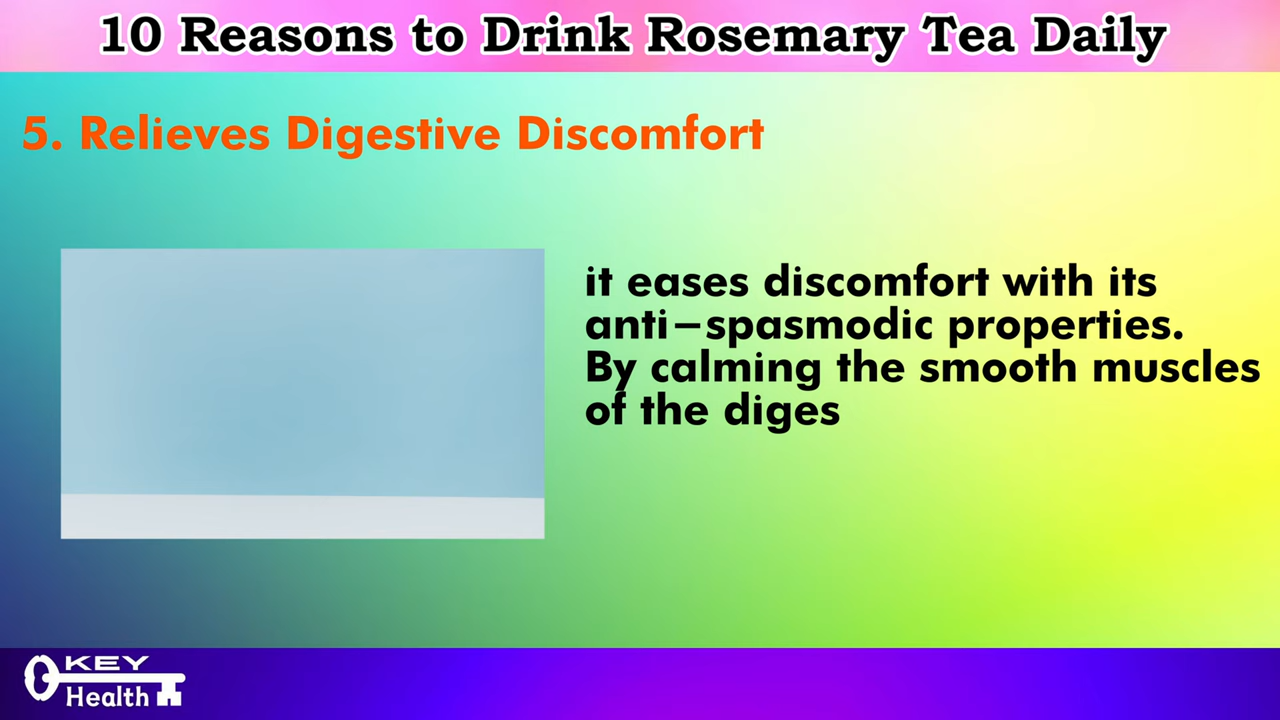 10 Reasons to Drink Rosemary Tea Daily
5. Relieves Digestive Discomfort
it eases discomfort with its
anti–spasmodic properties.
By calming the smooth muscles
of the diges
KEY
Health